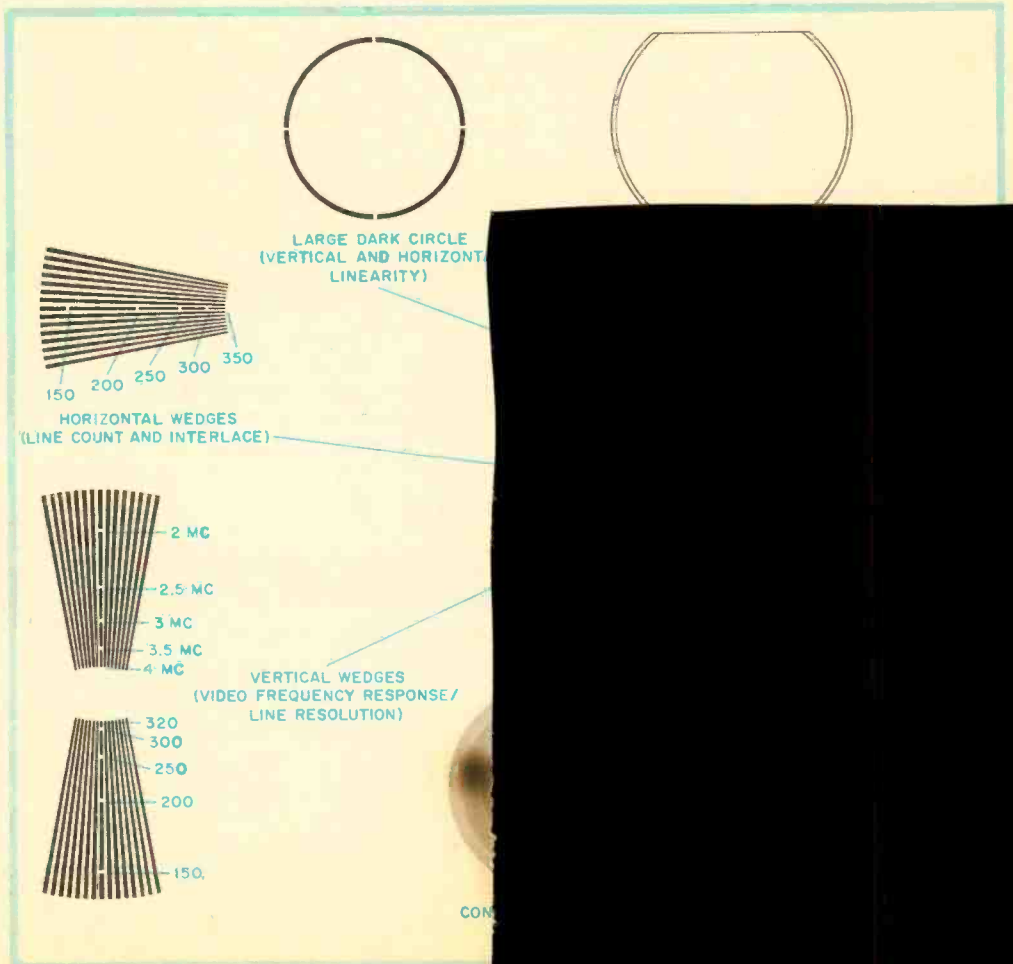 LARGE DARK CIRCLE
(VERTICAL AND
LINEARITY)
150
200
250
300
350
HORIZONTAL WEDGES
(LINE COUNT AND INTERLACE)
2 MC
2.5 MC
3 MC
3.5 MC
4 MC
VERTICAL WEDGES
(VIDEO FREQUENCY RESPONSE/
LINE RESOLUTION)
320
300
250
200
150